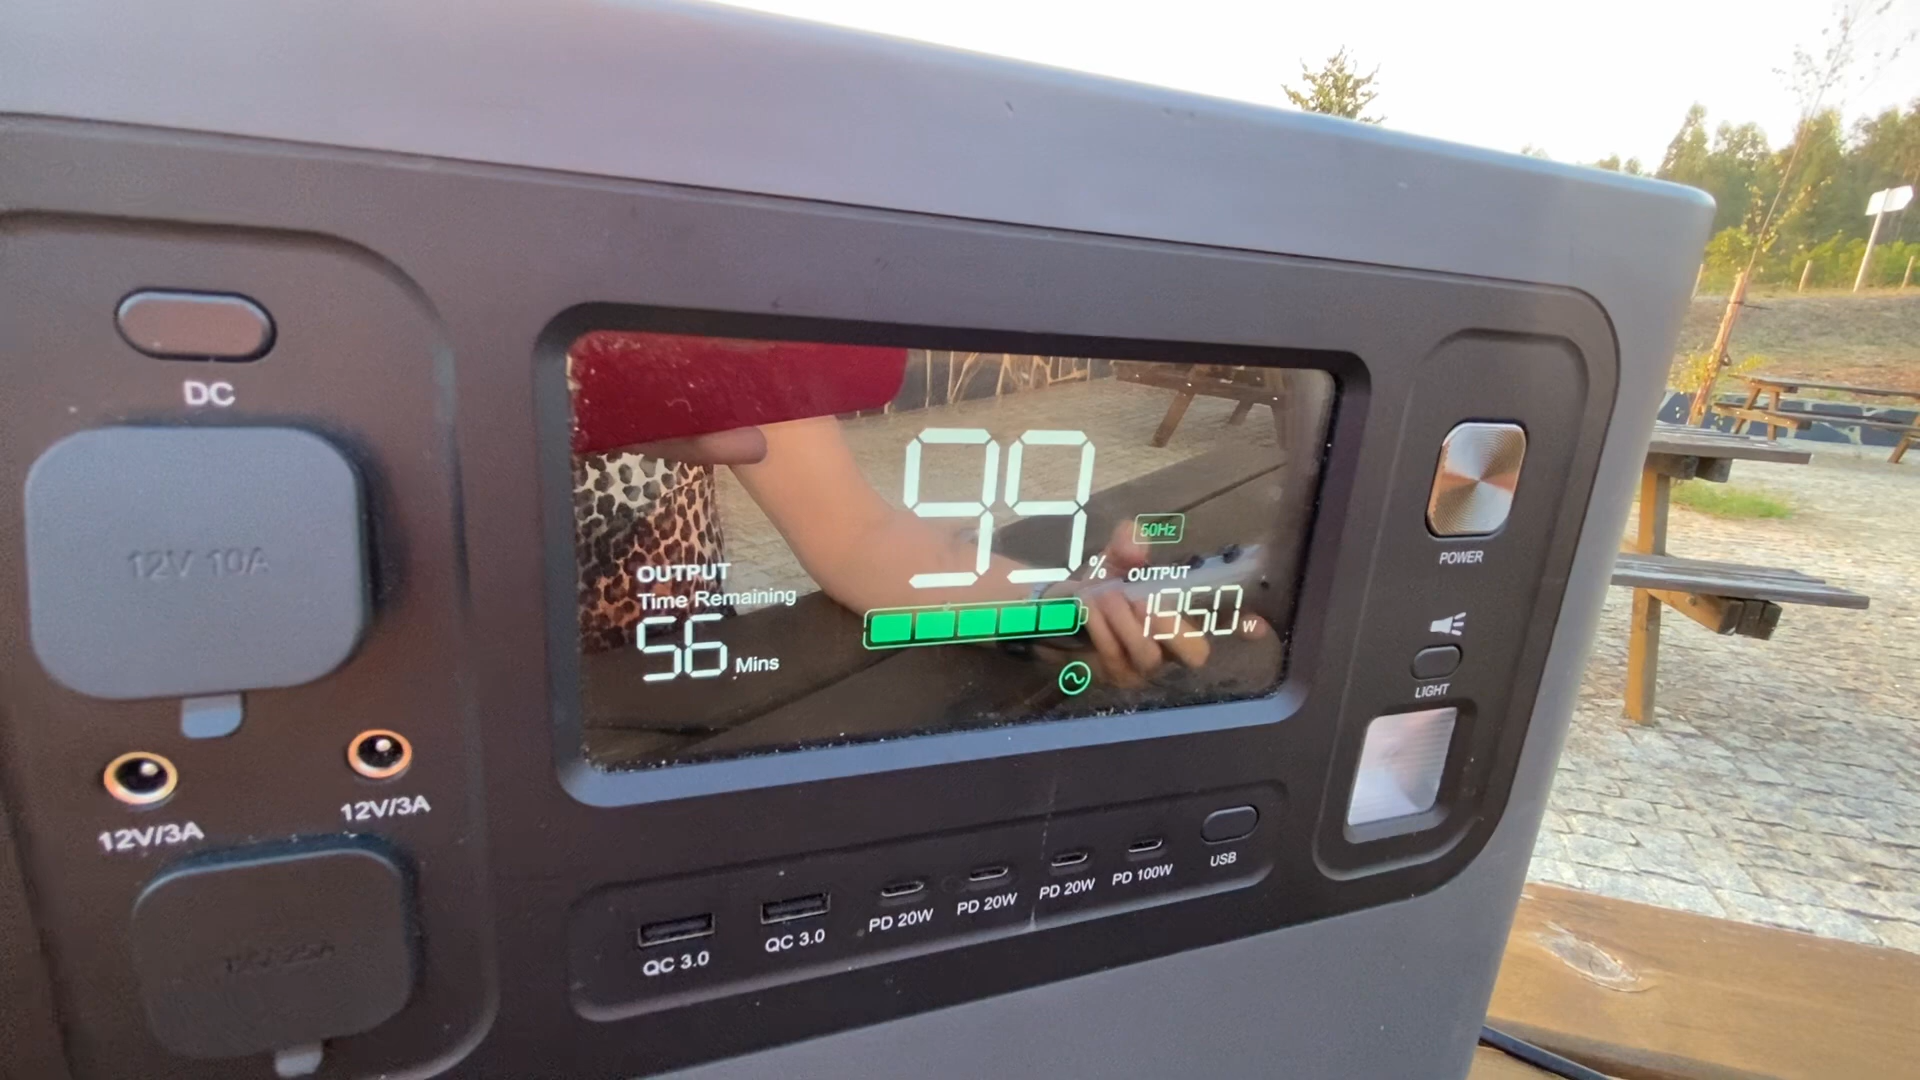 DC
12V 10A
12V/3A
12V/3A
99%
50Hz
OUTPUT
Time Remaining
56 Mins
OUTPUT
1950 W
POWER
LIGHT
QC 3.0
QC 3.0
PD 20W
PD 20W
PD 20W
PD 100W
USB